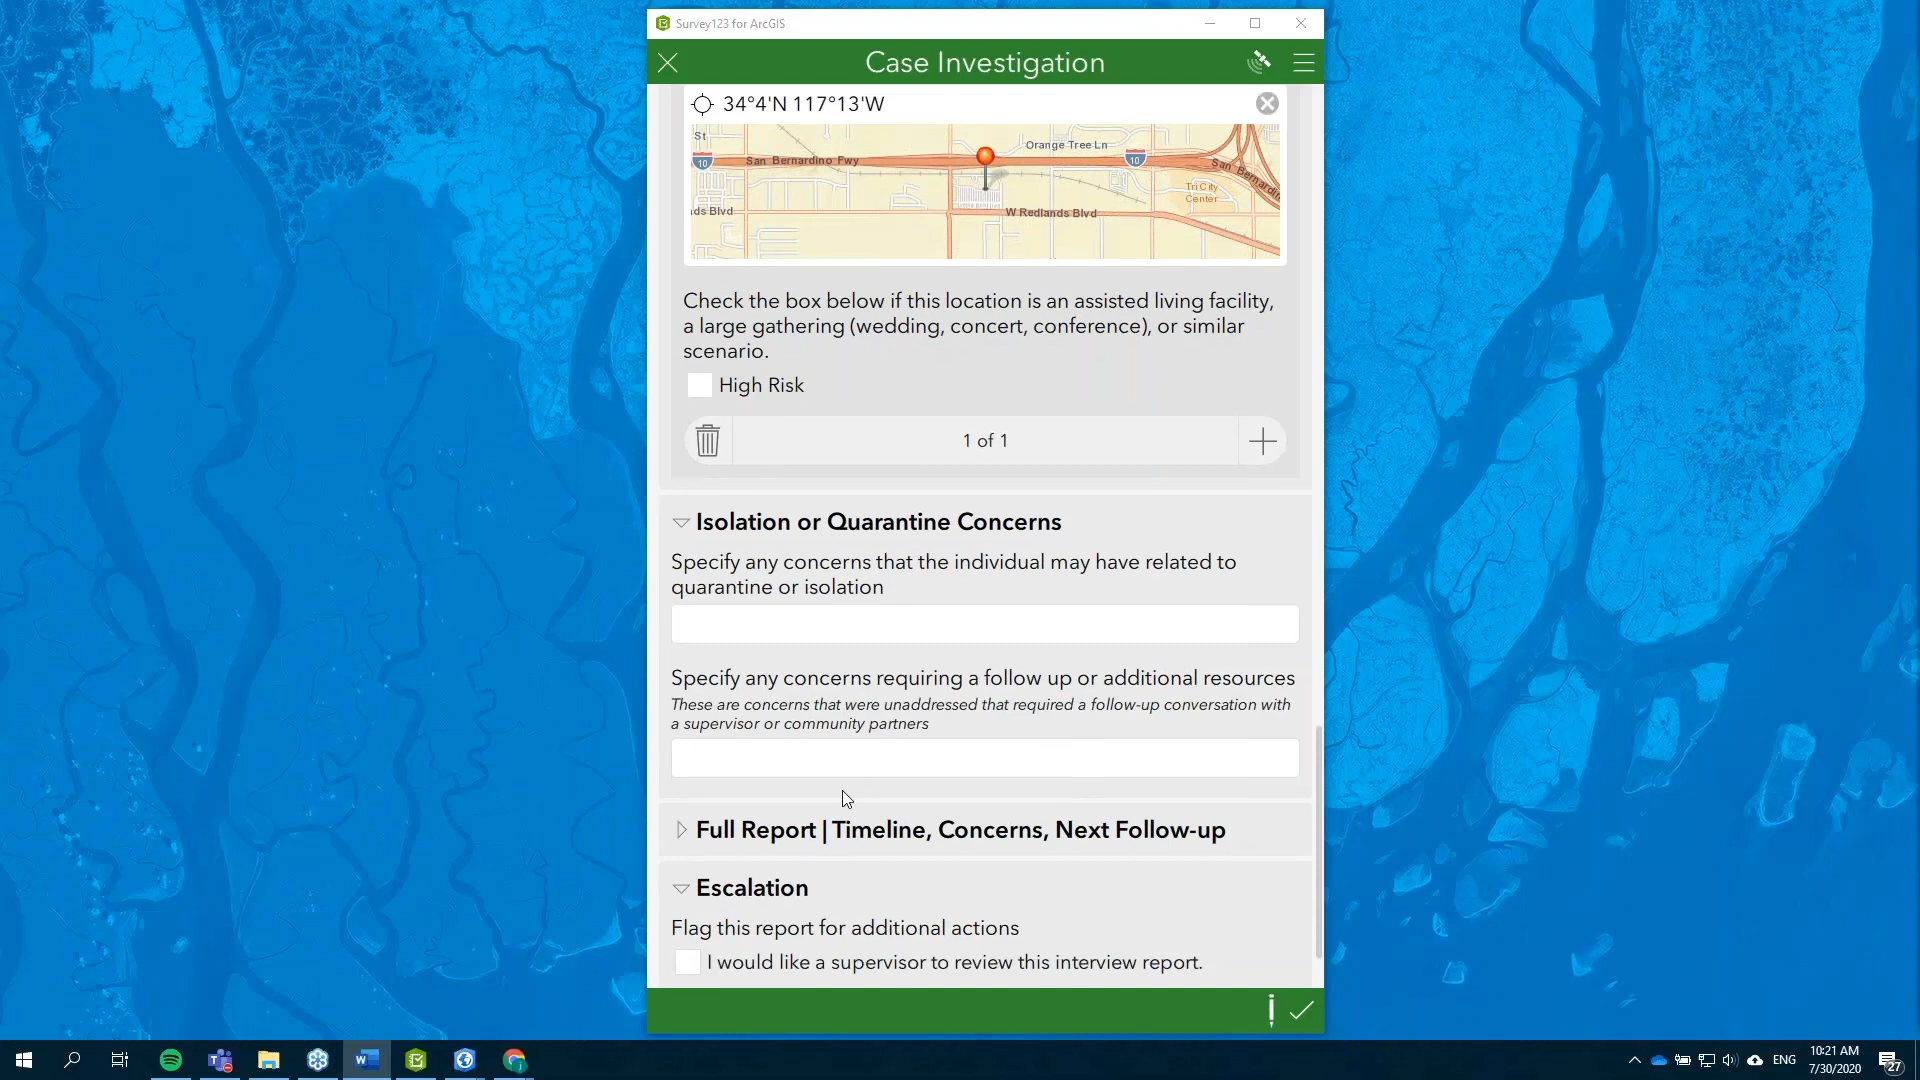 Survey123 for ArcGIS
Case Investigation
34°4'N 117°13'W
St
10
San Bernardino Fwy
Orange Tree Ln
10
San Bernardin
Tri City
Center
ids Blvd
W Redlands Blvd
Check the box below if this location is an assisted living facility,
a large gathering (wedding, concert, conference), or similar
scenario.
High Risk
1 of 1
Isolation or Quarantine Concerns
Specify any concerns that the individual may have related to
quarantine or isolation
Specify any concerns requiring a follow up or additional resources
These are concerns that were unaddressed that required a follow-up conversation with
a supervisor or community partners
Full Report | Timeline, Concerns, Next Follow-up
Escalation
Flag this report for additional actions
I would like a supervisor to review this interview report.
ENG
10:21 AM
7/30/2020
27